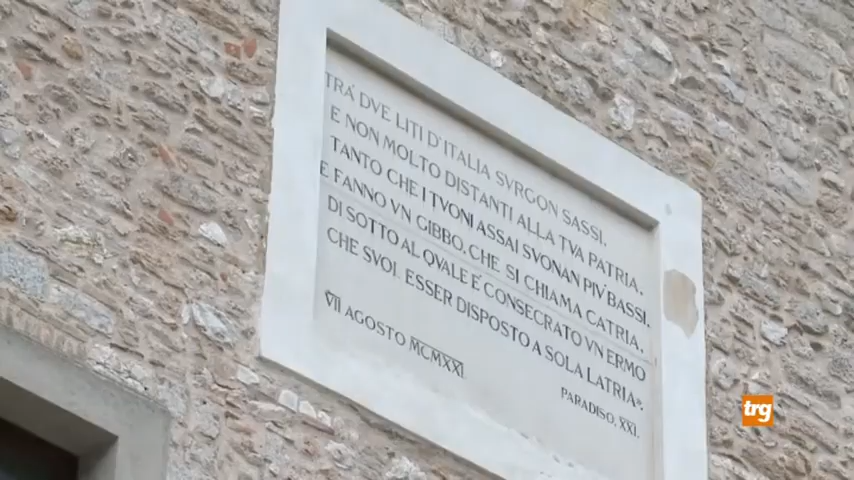 TRA' DVE LITI D'ITALIA SVRGON SASSI,
E NON MOLTO DISTANTI ALLA TVA PATRIA,
TANTO CHE I TVONI ASSAI SVONAN PIV' BASSI,
E FANNO VN GIBBO, CHE SI CHIAMA CATRIA,
DI SOTTO AL QVALE E' CONSECRATO VN ERMO
CHE SVOL ESSER DISPOSTO A SOLA LATRIA».
PARADISO, XXI.
VII AGOSTO MCMXXI
trg